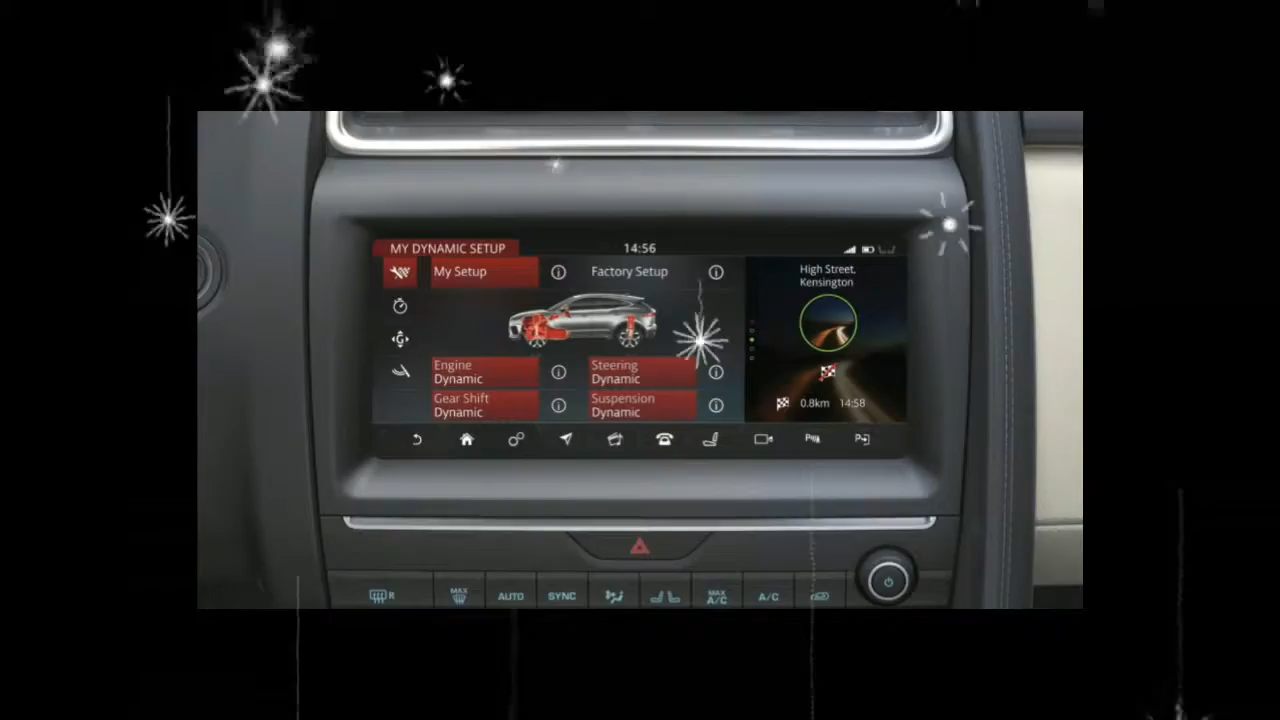 MY DYNAMIC SETUP
14:56
My Setup
Factory Setup
High Street,
Kensington
G
Engine
Dynamic
Steering
Dynamic
Gear Shift
Dynamic
Suspension
Dynamic
0.8km 14:58
R
MAX
AUTO
SYNC
MAX
A/C
A/C